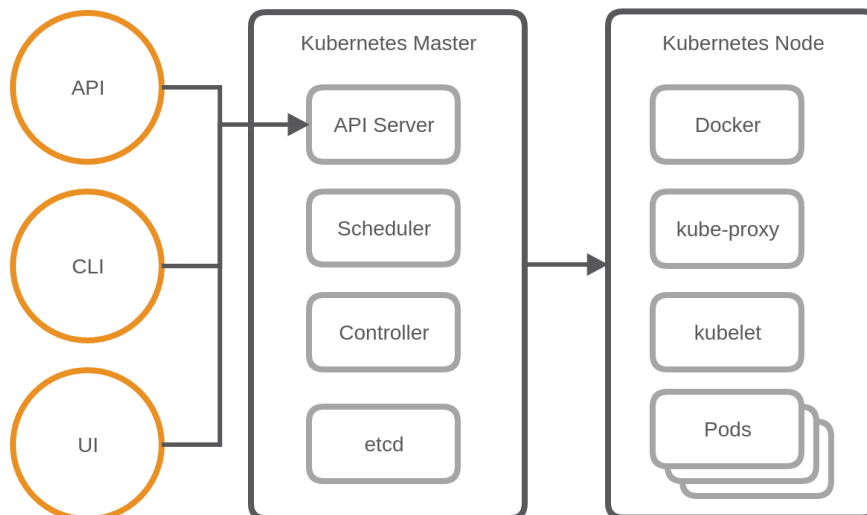 API
CLI
UI
Kubernetes Master
API Server
Scheduler
Controller
etcd
Kubernetes Node
Docker
kube-proxy
kubelet
Pods